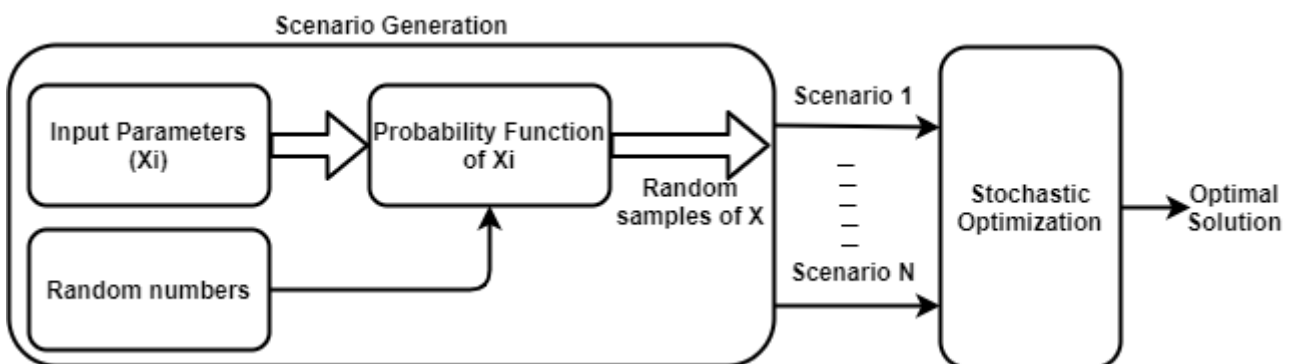 Scenario Generation
Input Parameters
(Xi)
Probability Function
of Xi
Random
samples of X
Random numbers
Scenario 1
Scenario N
Stochastic
Optimization
Optimal
Solution